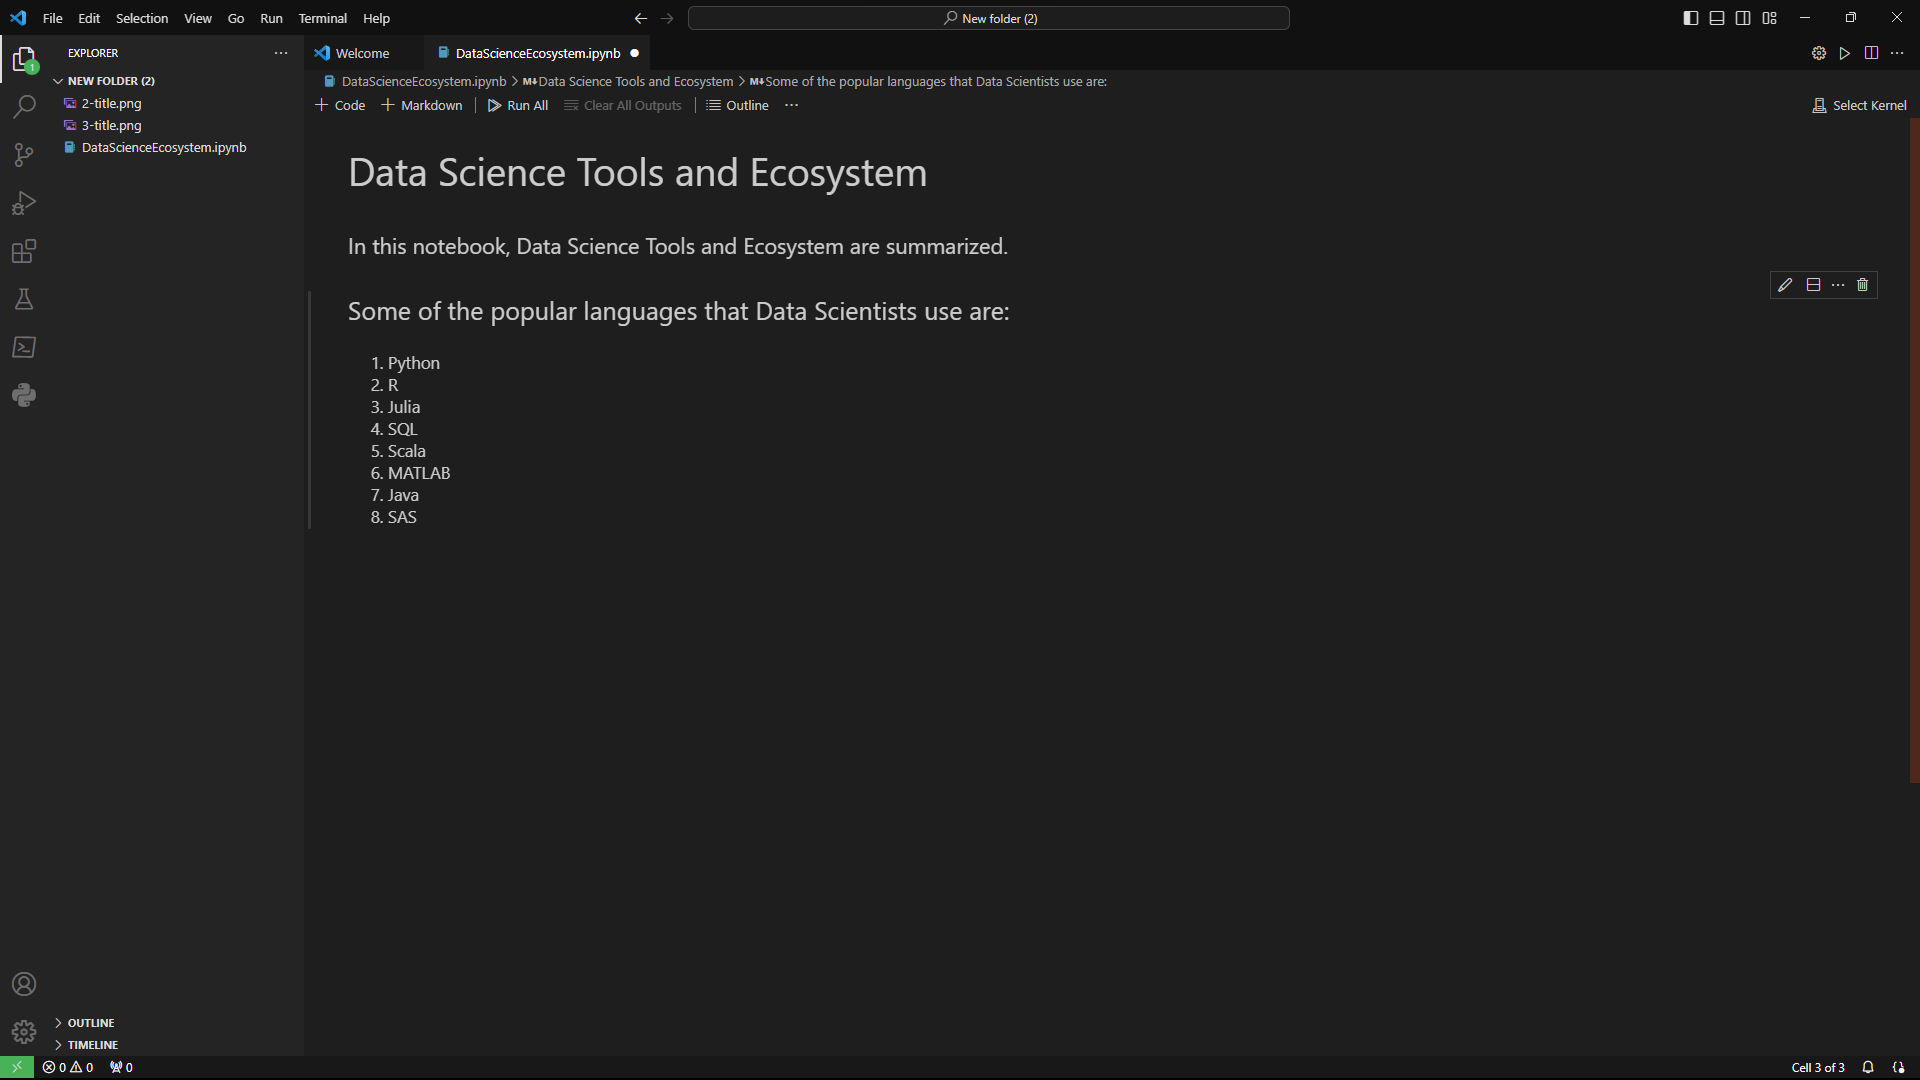 File Edit Selection View Go Run Terminal Help
New folder (2)
EXPLORER
NEW FOLDER (2)
2-title.png
3-title.png
DataScienceEcosystem.ipynb
1
Welcome
DataScienceEcosystem.ipynb
DataScienceEcosystem.ipynb > M↓Data Science Tools and Ecosystem > M↓Some of the popular languages that Data Scientists use are:
Code Markdown Run All Clear All Outputs Outline ...
Select Kernel
Data Science Tools and Ecosystem
In this notebook, Data Science Tools and Ecosystem are summarized.
Some of the popular languages that Data Scientists use are:
1. Python
2. R
3. Julia
4. SQL
5. Scala
6. MATLAB
7. Java
8. SAS
OUTLINE
TIMELINE
0 0 0
Cell 3 of 3